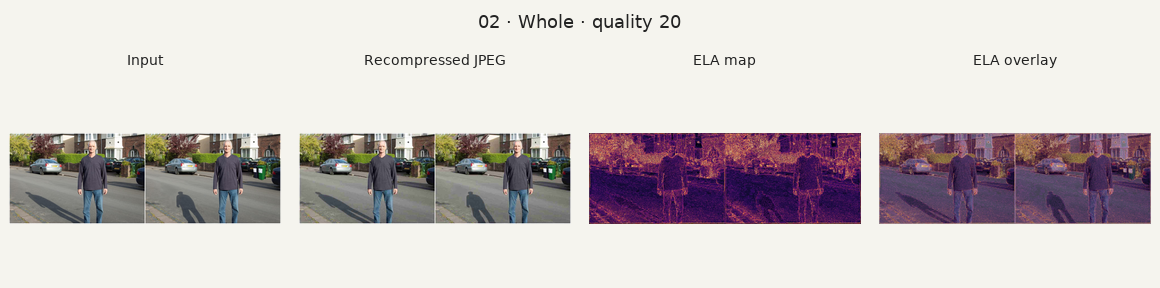 02 · Whole · quality 20
Input
Recompressed JPEG
ELA map
ELA overlay